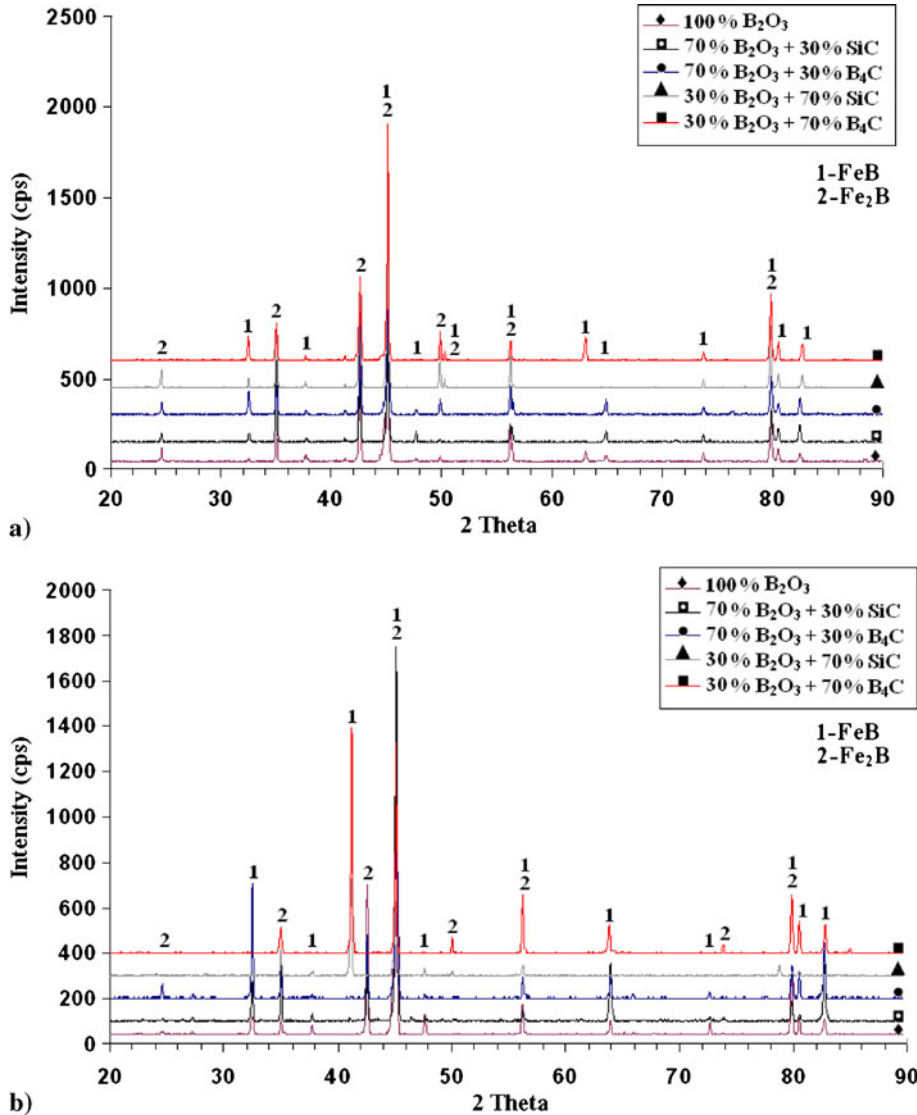 2500
2000
1500
1000
500
0
Intensity (cps)
100% B₂O₃
70% B₂O₃ + 30% SiC
70% B₂O₃ + 30% B₄C
30% B₂O₃ + 70% SiC
30% B₂O₃ + 70% B₄C
1-FeB
2-Fe₂B
2 1 2 1 2 1 2 1 2 1 2 1 2 1 1 1 1 2 1 1
20 30 40 50 60 70 80 90
2 Theta
a)
2000
1800
1600
1400
1200
1000
800
600
400
200
0
Intensity (cps)
100% B₂O₃
70% B₂O₃ + 30% SiC
70% B₂O₃ + 30% B₄C
30% B₂O₃ + 70% SiC
30% B₂O₃ + 70% B₄C
1-FeB
2-Fe₂B
2 1 2 1 1 2 1 2 1 2 1 2 1 1 2 1 2 1 1
20 30 40 50 60 70 80 90
2 Theta
b)